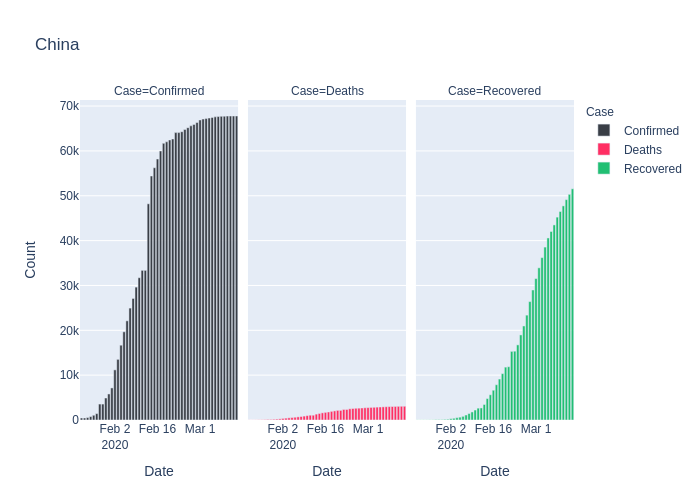 China
Case=Confirmed
Case=Deaths
Case=Recovered
Case
Confirmed
Deaths
Recovered
Count
70k
60k
50k
40k
30k
20k
10k
0
Feb 2
2020
Feb 16
Mar 1
Feb 2
2020
Feb 16
Mar 1
Feb 2
2020
Feb 16
Mar 1
Date
Date
Date